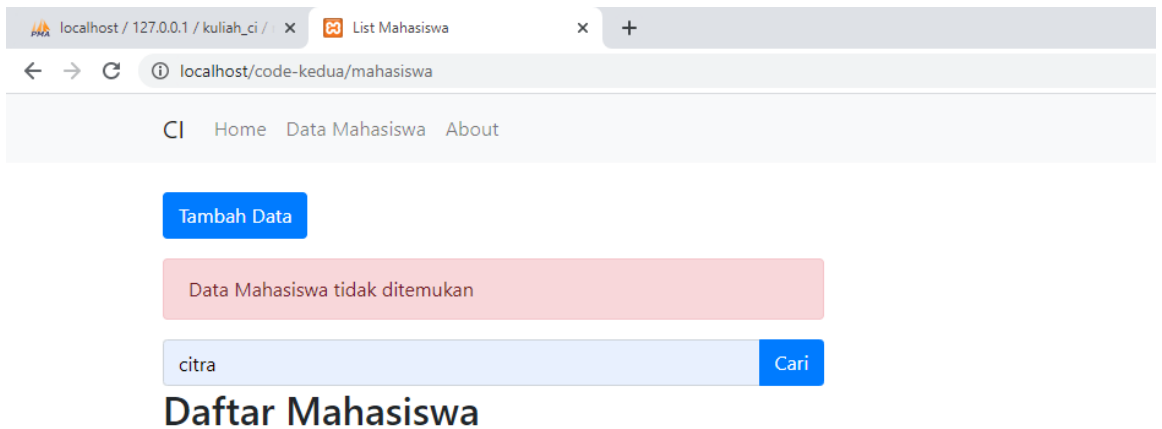 localhost / 127.0.0.1 / kuliah_ci /
List Mahasiswa
localhost/code-kedua/mahasiswa
CI Home Data Mahasiswa About
Tambah Data
Data Mahasiswa tidak ditemukan
citra Cari
Daftar Mahasiswa